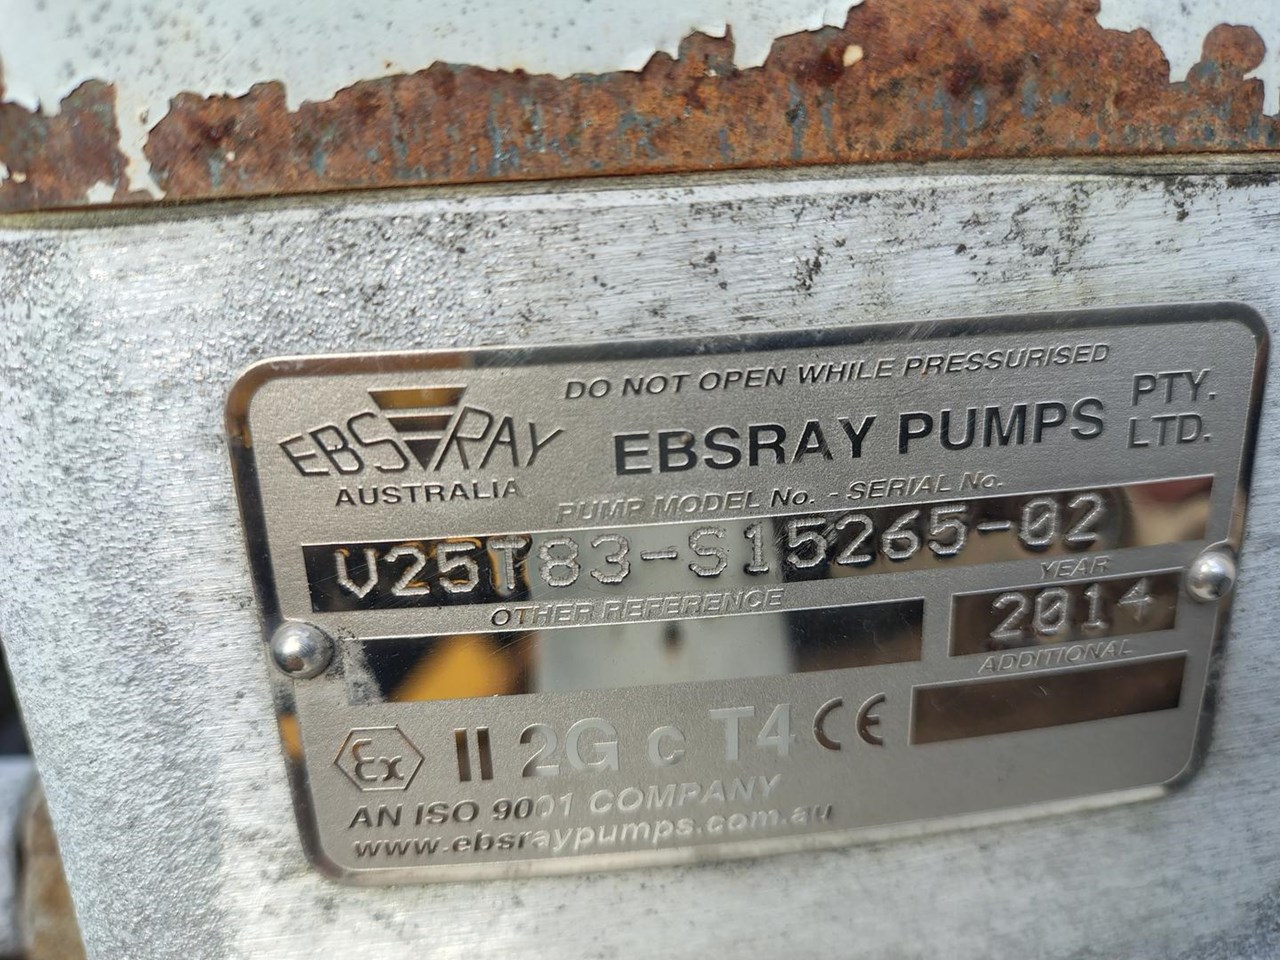 DO NOT OPEN WHILE PRESSURISED
EBSRAY
AUSTRALIA
EBSRAY PUMPS PTY. LTD.
PUMP MODEL No. - SERIAL No.
V25T83-S15265-02
OTHER REFERENCE
YEAR
2014
ADDITIONAL
Ex II 2G c T4 CE
AN ISO 9001 COMPANY
www.ebsraypumps.com.au